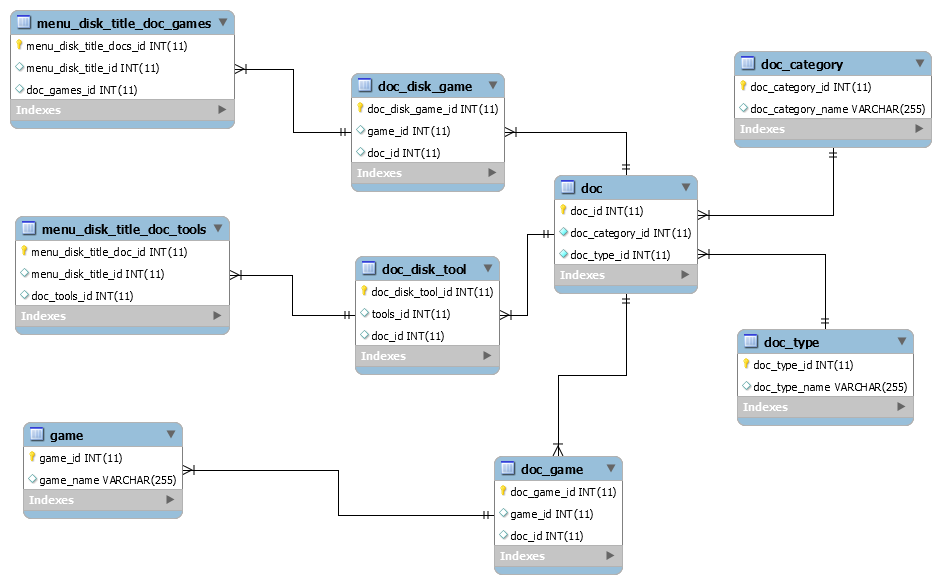 menu_disk_title_doc_games
menu_disk_title_docs_id INT(11)
menu_disk_title_id INT(11)
doc_games_id INT(11)
Indexes
doc_disk_game
doc_disk_game_id INT(11)
game_id INT(11)
doc_id INT(11)
Indexes
doc_category
doc_category_id INT(11)
doc_category_name VARCHAR(255)
Indexes
doc
doc_id INT(11)
doc_category_id INT(11)
doc_type_id INT(11)
Indexes
menu_disk_title_doc_tools
menu_disk_title_doc_id INT(11)
menu_disk_title_id INT(11)
doc_tools_id INT(11)
Indexes
doc_disk_tool
doc_disk_tool_id INT(11)
tools_id INT(11)
doc_id INT(11)
Indexes
doc_type
doc_type_id INT(11)
doc_type_name VARCHAR(255)
Indexes
game
game_id INT(11)
game_name VARCHAR(255)
Indexes
doc_game
doc_game_id INT(11)
game_id INT(11)
doc_id INT(11)
Indexes